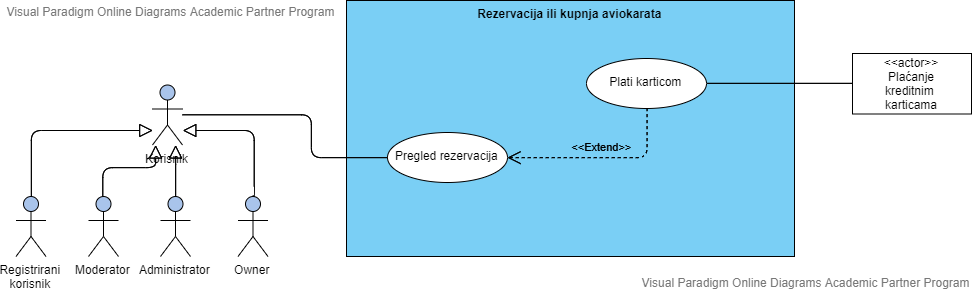 Visual Paradigm Online Diagrams Academic Partner Program
Rezervacija ili kupnja aviokarata
<<actor>>
Plaćanje
kreditnim
karticama
Plati karticom
<<Extend>>
Pregled rezervacija
Korisnik
Registrirani
korisnik
Moderator
Administrator
Owner
Visual Paradigm Online Diagrams Academic Partner Program